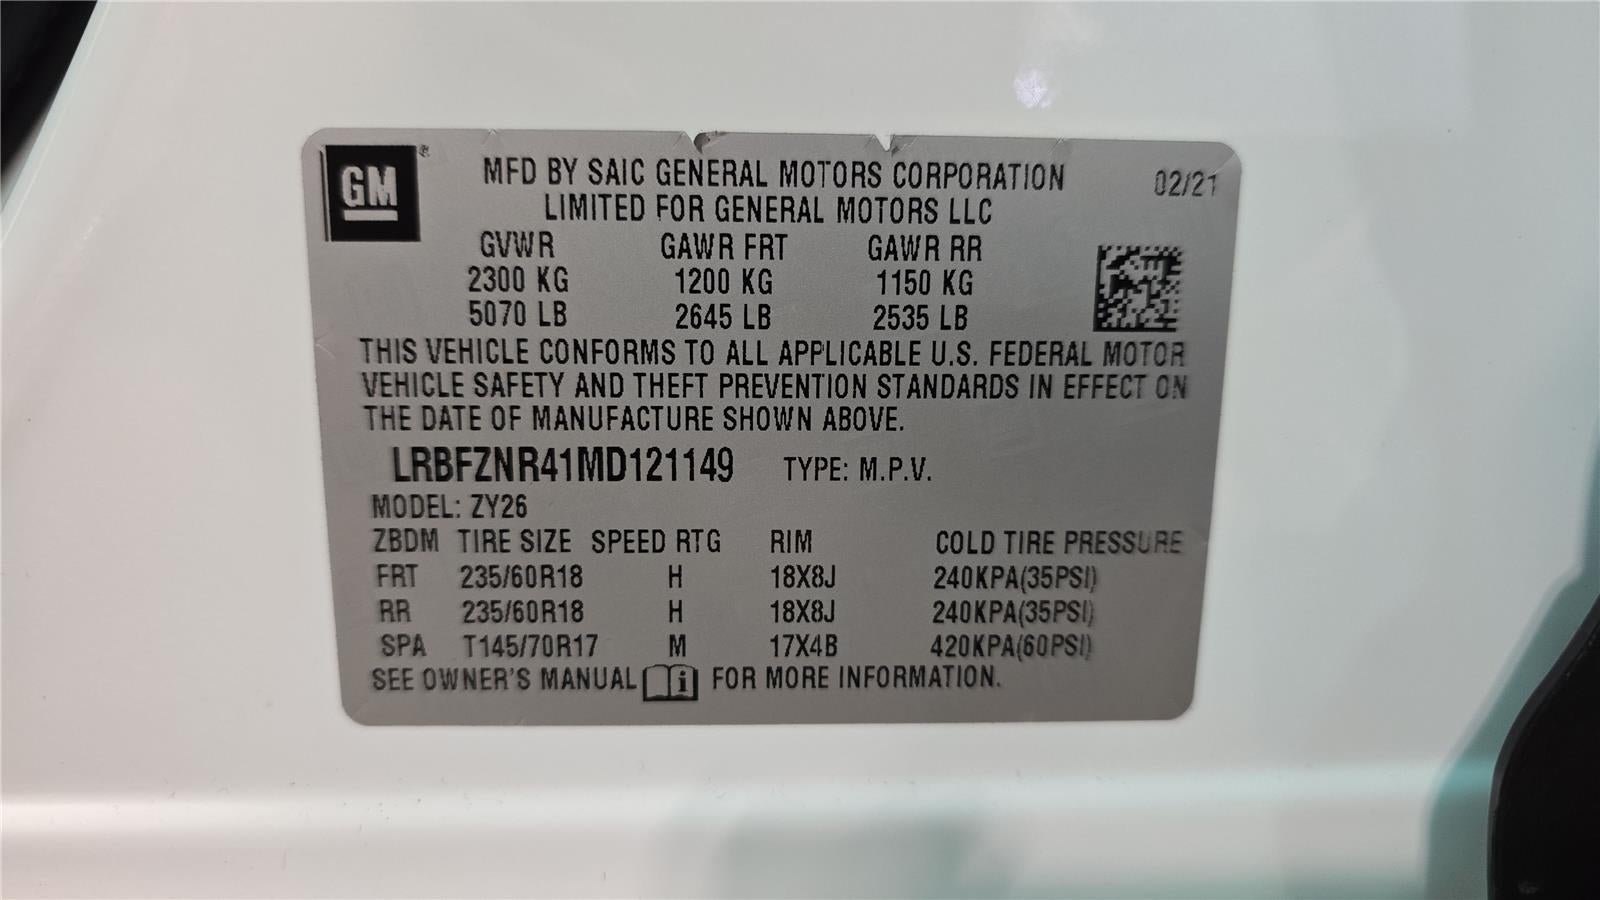 GM ®
MFD BY SAIC GENERAL MOTORS CORPORATION 02/21
LIMITED FOR GENERAL MOTORS LLC
GVWR GAWR FRT GAWR RR
2300 KG 1200 KG 1150 KG
5070 LB 2645 LB 2535 LB
THIS VEHICLE CONFORMS TO ALL APPLICABLE U.S. FEDERAL MOTOR
VEHICLE SAFETY AND THEFT PREVENTION STANDARDS IN EFFECT ON
THE DATE OF MANUFACTURE SHOWN ABOVE.
LRBFZNR41MD121149 TYPE: M.P.V.
MODEL: ZY26
ZBDM TIRE SIZE SPEED RTG RIM COLD TIRE PRESSURE
FRT 235/60R18 H 18X8J 240KPA(35PSI)
RR 235/60R18 H 18X8J 240KPA(35PSI)
SPA T145/70R17 M 17X4B 420KPA(60PSI)
SEE OWNER'S MANUAL i FOR MORE INFORMATION.